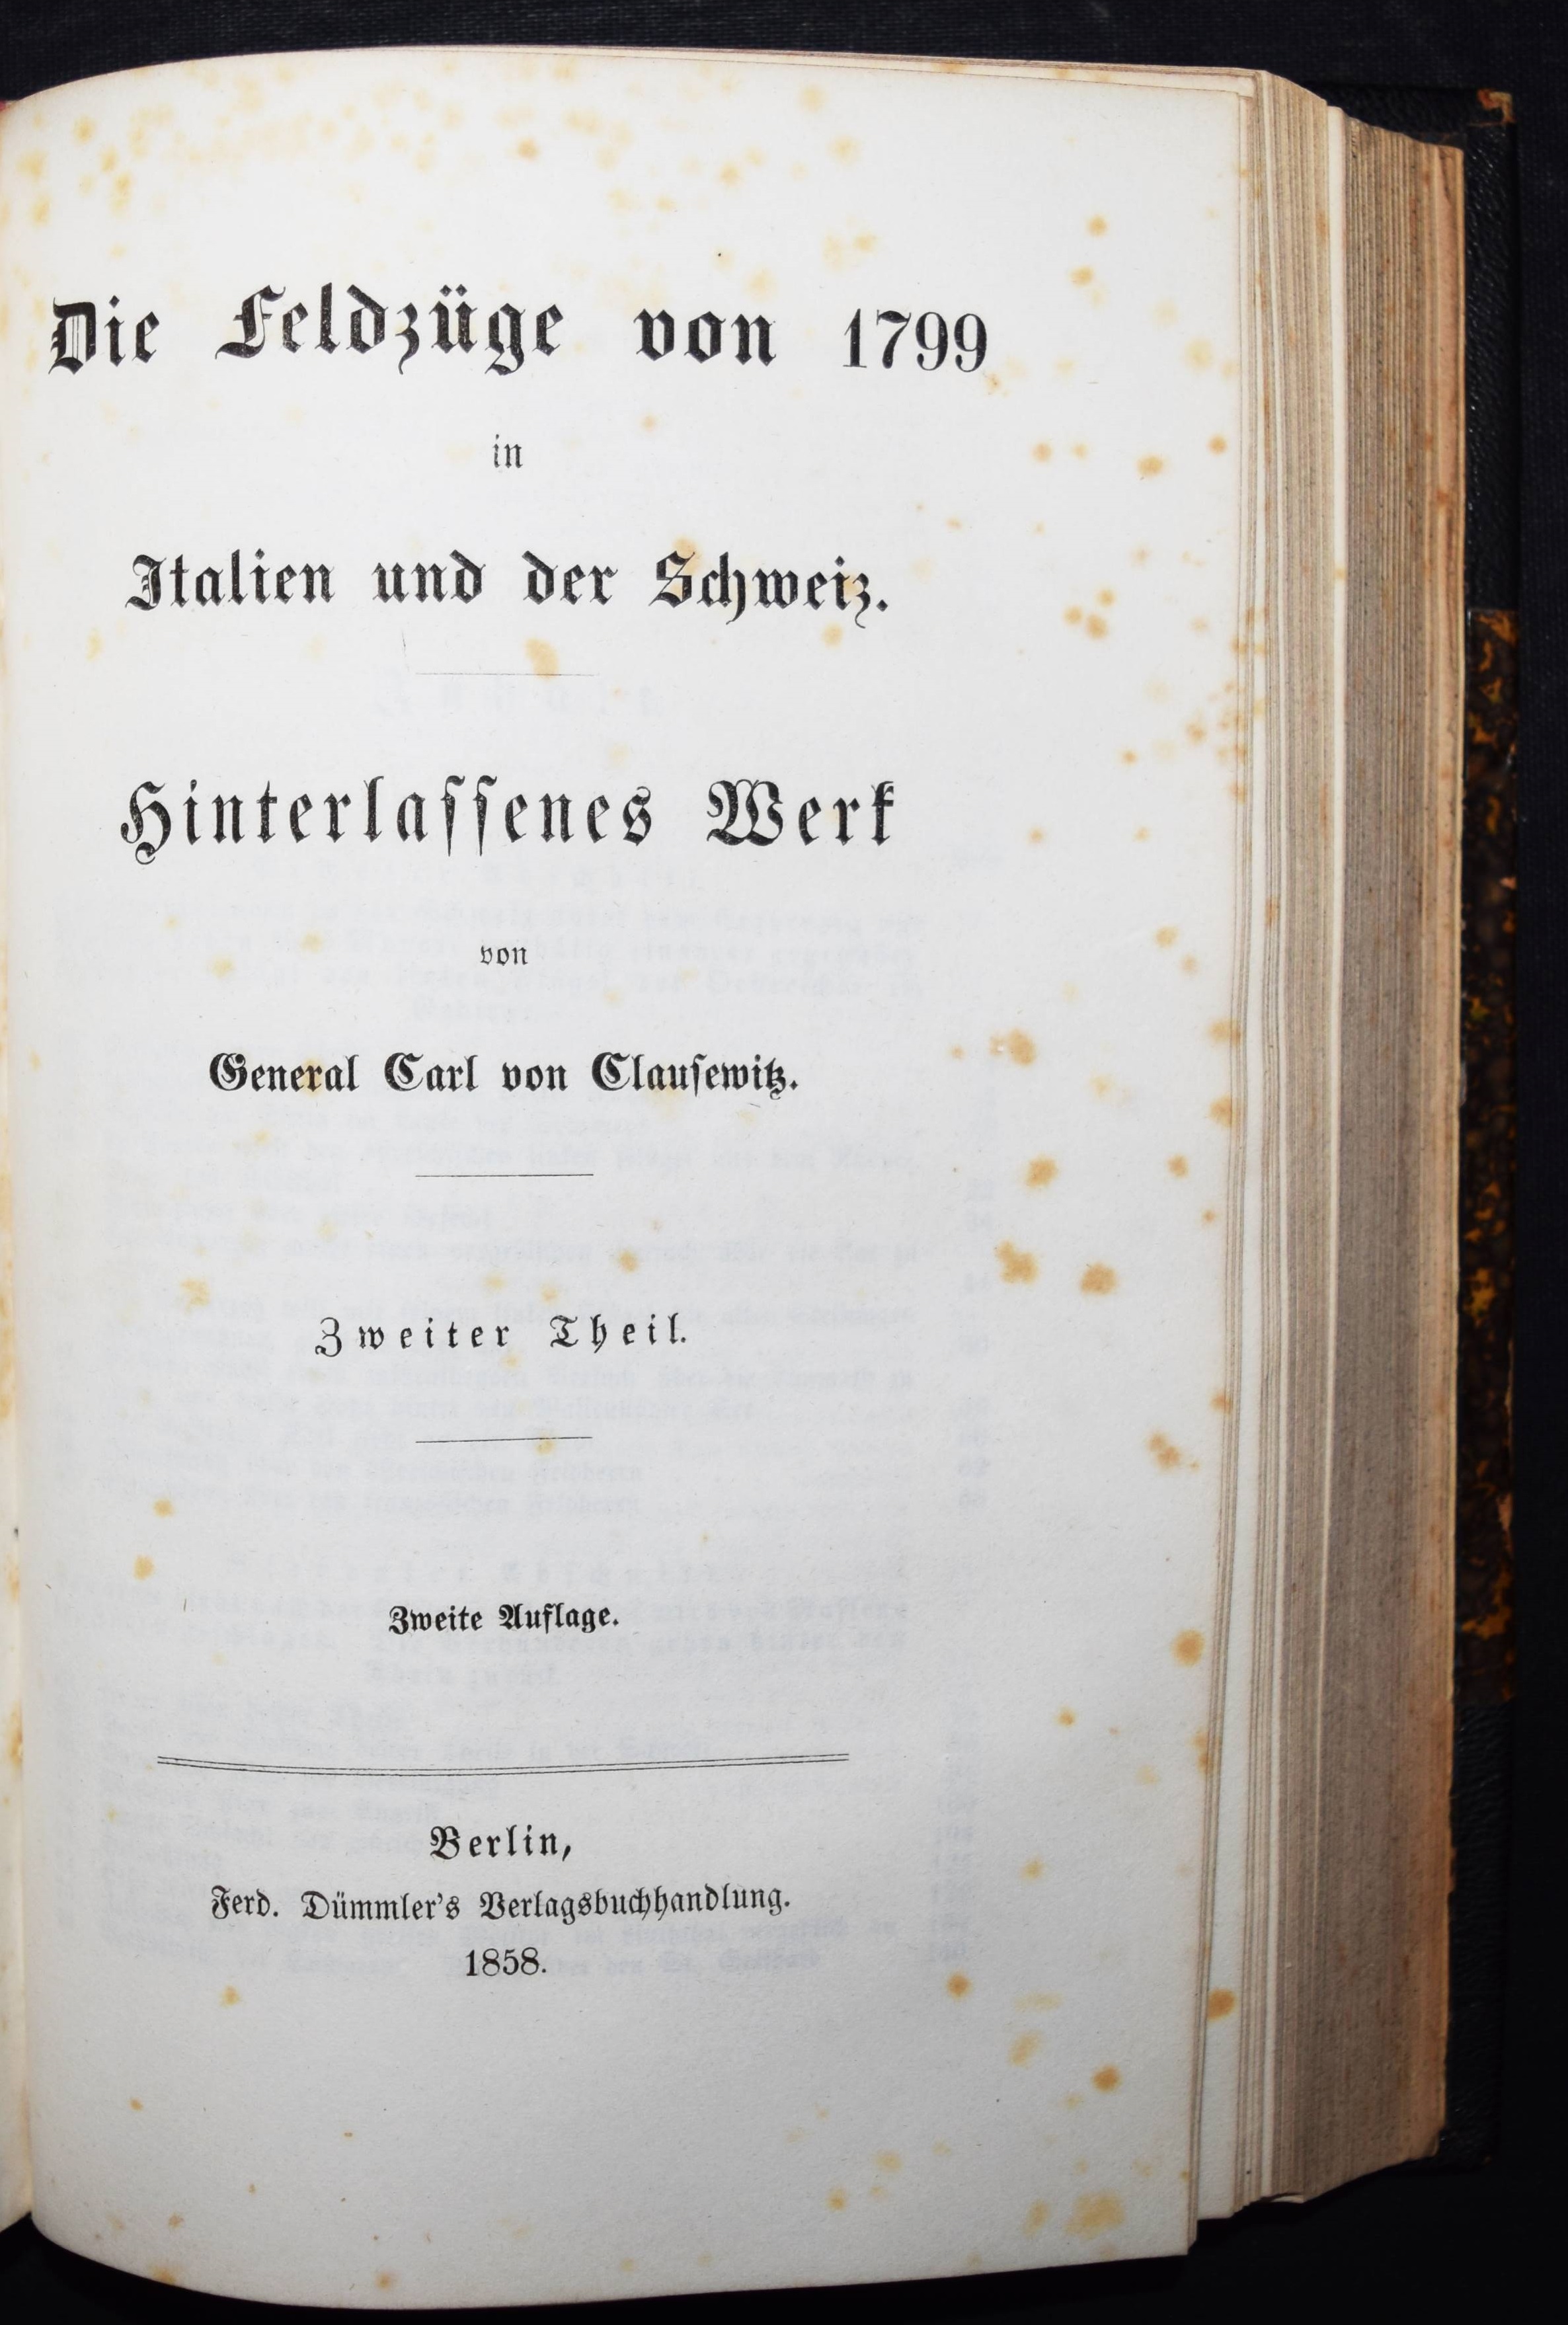 Die Feldzüge von 1799
in
Italien und der Schweiz.
Hinterlaſſenes Werk
von
General Carl von Clauſewitz.
Zweiter Theil.
Zweite Auflage.
Berlin,
Ferd. Dümmler's Verlagsbuchhandlung.
1858.